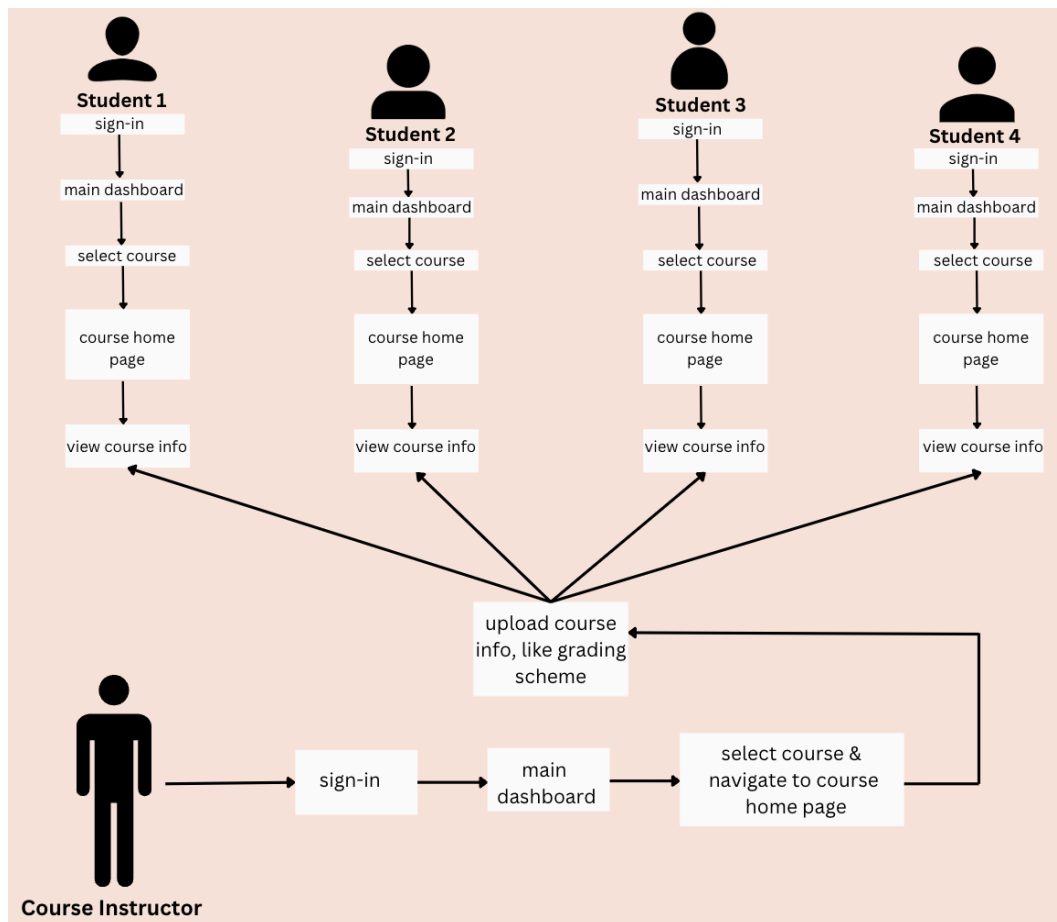 Student 1
sign-in
main dashboard
select course
course home
page
view course info
Student 2
sign-in
main dashboard
select course
course home
page
view course info
Student 3
sign-in
main dashboard
select course
course home
page
view course info
Student 4
sign-in
main dashboard
select course
course home
page
view course info
upload course
info, like grading
scheme
Course Instructor
sign-in
main
dashboard
select course &
navigate to course
home page